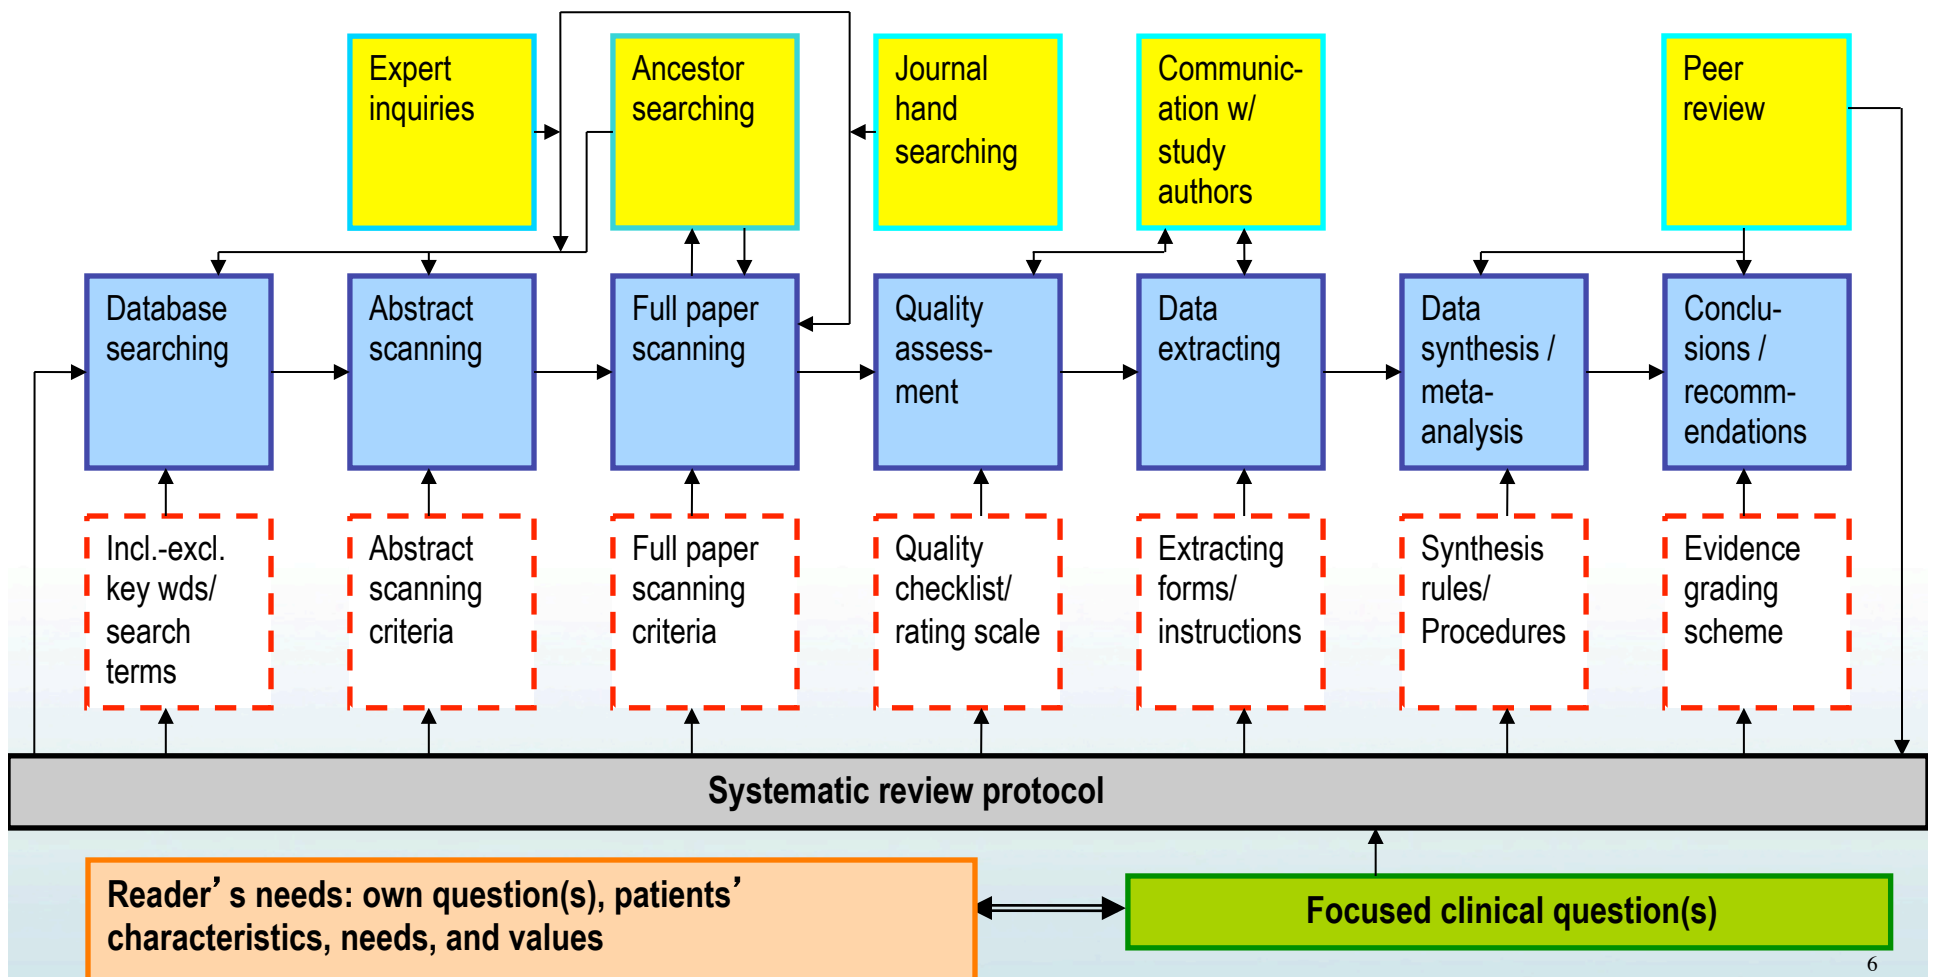 Expert
inquiries
Ancestor
searching
Journal
hand
searching
Communic-
ation w/
study
authors
Peer
review
Database
searching
Abstract
scanning
Full paper
scanning
Quality
assess-
ment
Data
extracting
Data
synthesis /
meta-
analysis
Conclu-
sions /
recomm-
endations
Incl.-excl.
key wds/
search
terms
Abstract
scanning
criteria
Full paper
scanning
criteria
Quality
checklist/
rating scale
Extracting
forms/
instructions
Synthesis
rules/
Procedures
Evidence
grading
scheme
Systematic review protocol
Reader’s needs: own question(s), patients’
characteristics, needs, and values
Focused clinical question(s)
6